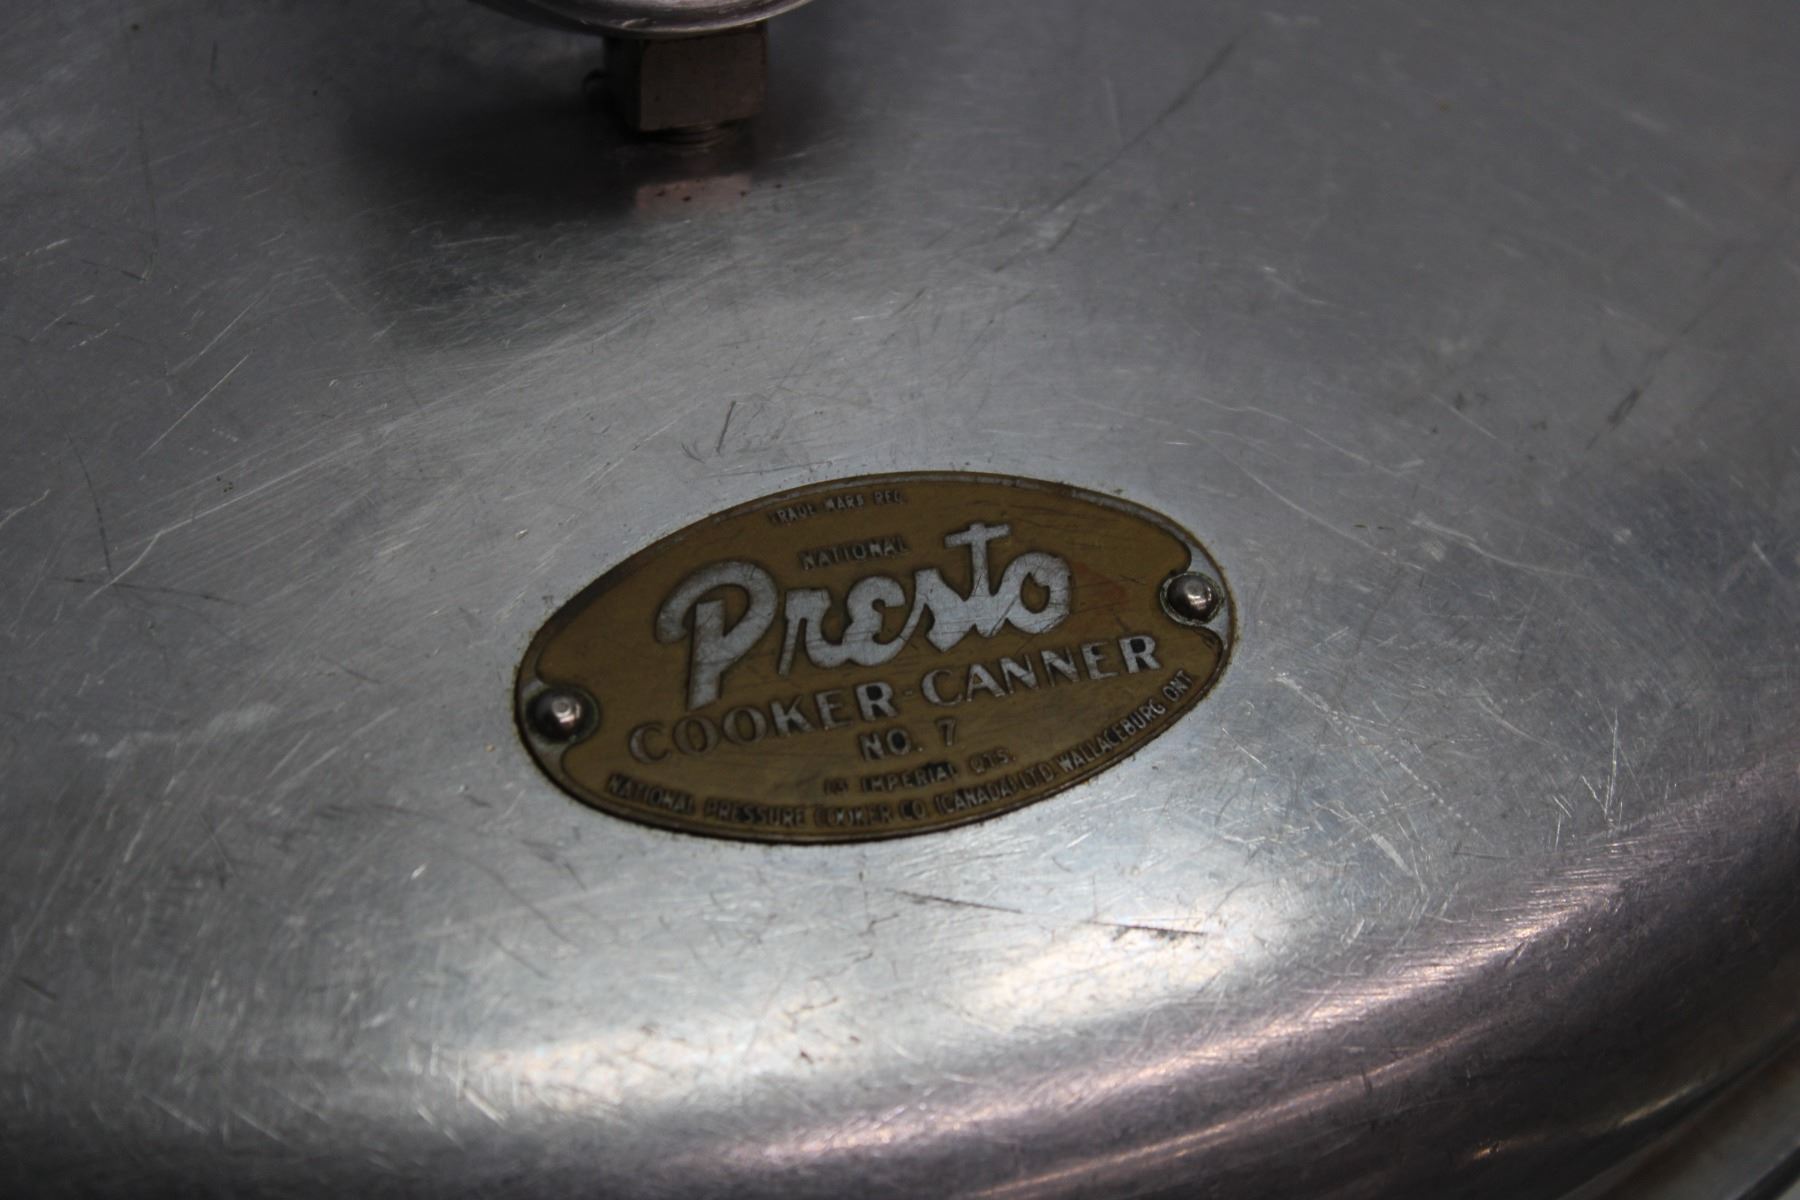 TRADE MARK REG.
NATIONAL
Presto
COOKER-CANNER
NO. 7
IMPERIAL QTS.
NATIONAL PRESSURE COOKER CO. (CANADA) LTD. WALLACEBURG ONT